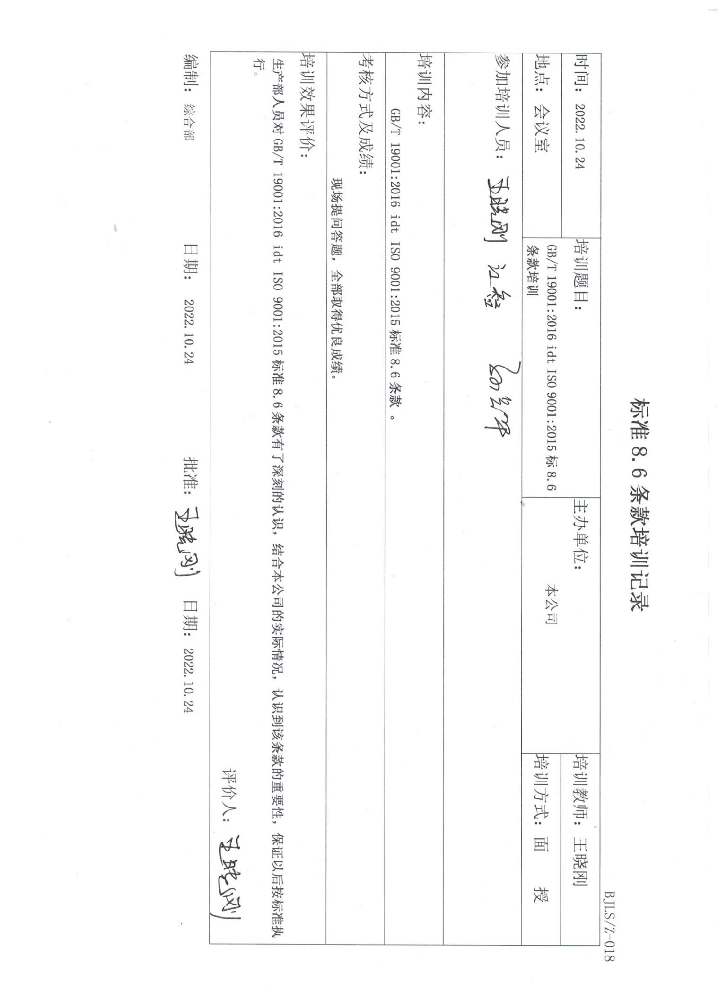 标准 8.6 条款培训记录
BJLS/Z-018
时间：2022.10.24
地点：会议室
培训题目：
GB/T 19001:2016 idt ISO 9001:2015 标 8.6
条款培训
主办单位：
本公司
培训教师：王晓刚
培训方式：面 授
参加培训人员：王晓刚 江磊
培训内容：
GB/T 19001:2016 idt ISO 9001:2015 标准 8.6 条款 。
考核方式及成绩：
现场提问答题，全部取得优良成绩。
培训效果评价：
生产部人员对 GB/T 19001:2016 idt ISO 9001:2015 标准 8.6 条款有了深刻的认识，结合本公司的实际情况，认识到该条款的重要性，保证以后按标准执
行。
评价人：王晓刚
编制：综合部 日期：2022.10.24 批准：王晓刚 日期：2022.10.24